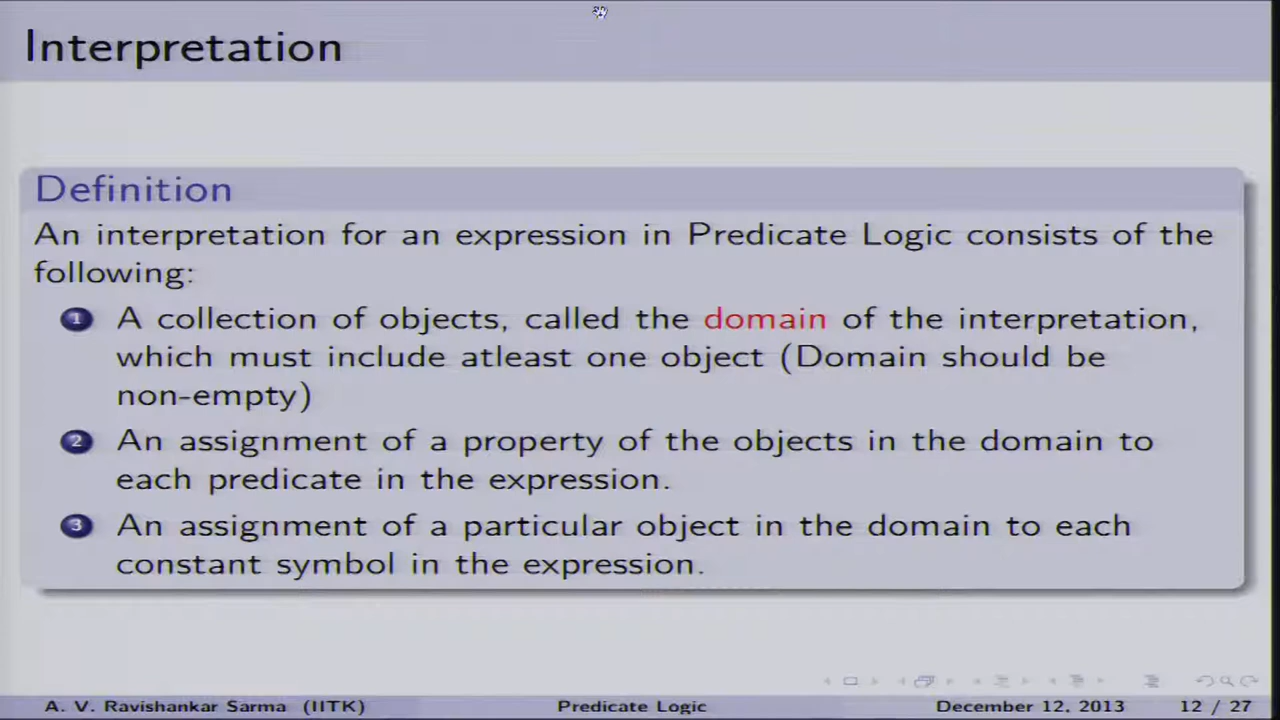 Interpretation
Definition
An interpretation for an expression in Predicate Logic consists of the
following:
1 A collection of objects, called the domain of the interpretation,
which must include atleast one object (Domain should be
non-empty)
2 An assignment of a property of the objects in the domain to
each predicate in the expression.
3 An assignment of a particular object in the domain to each
constant symbol in the expression.
A. V. Ravishankar Sarma (IITK) Predicate Logic December 12, 2013 12 / 27